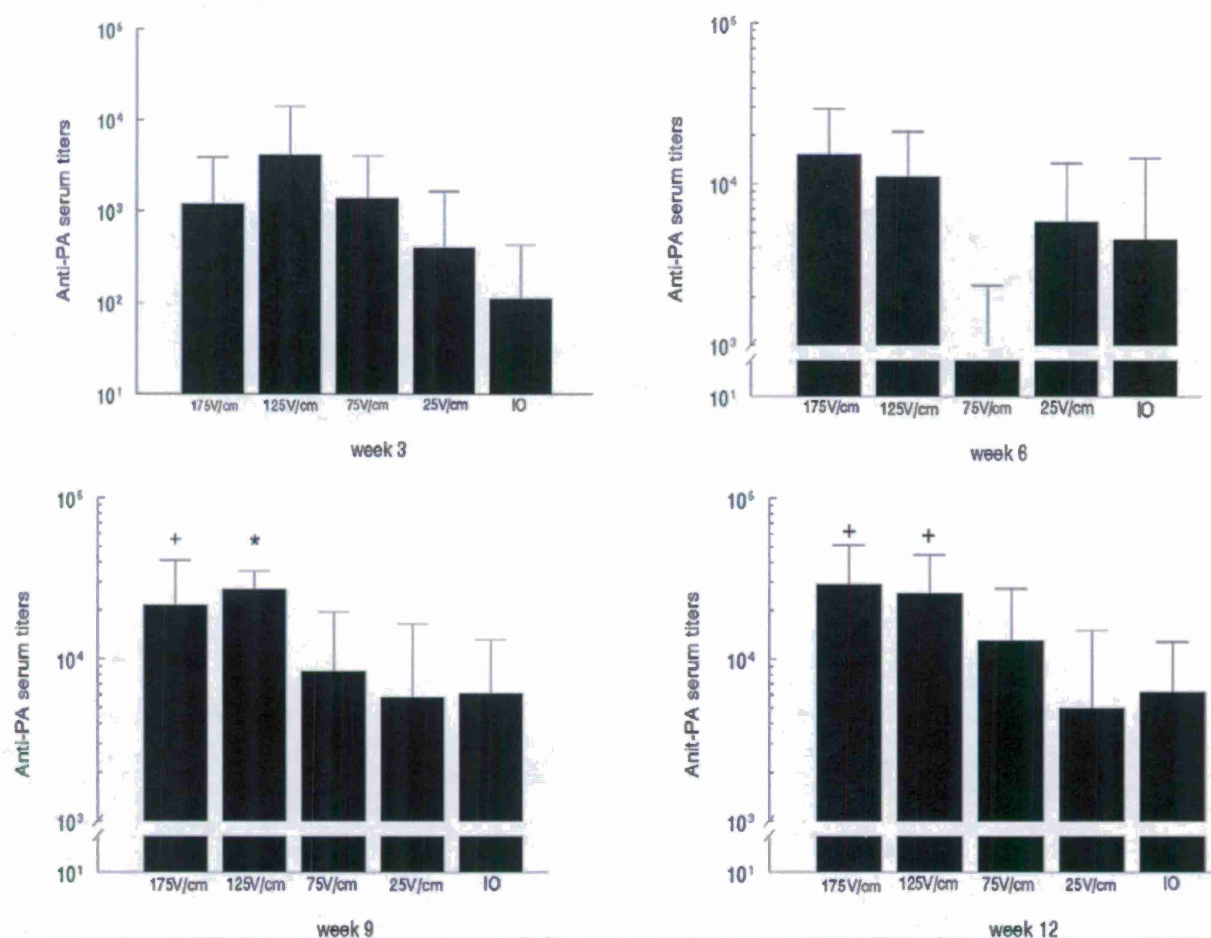 Anti-PA serum titers
10⁵
10⁴
10³
10²
10¹
175V/cm 125V/cm 75V/cm 25V/cm IO
week 3
Anti-PA serum titers
10⁵
10⁴
10³
10¹
175V/cm 125V/cm 75V/cm 25V/cm IO
week 6
Anti-PA serum titers
10⁵
10⁴
10³
10¹
+ *
175V/cm 125V/cm 75V/cm 25V/cm IO
week 9
Anit-PA serum titers
10⁵
10⁴
10³
10¹
+ +
175V/cm 125V/cm 75V/cm 25V/cm IO
week 12